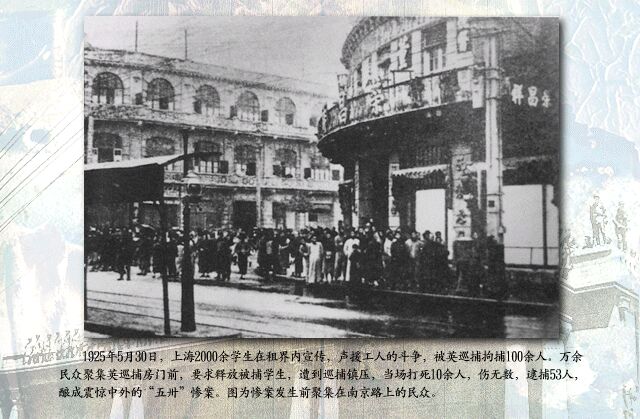 1925年5月30日，上海2000余学生在租界内宣传，声援工人的斗争，被英巡捕拘捕100余人。万余
民众聚集英巡捕房门前，要求释放被捕学生，遭到巡捕镇压，当场打死10余人，伤无数，逮捕53人，
酿成震惊中外的“五卅”惨案。图为惨案发生前聚集在南京路上的民众。